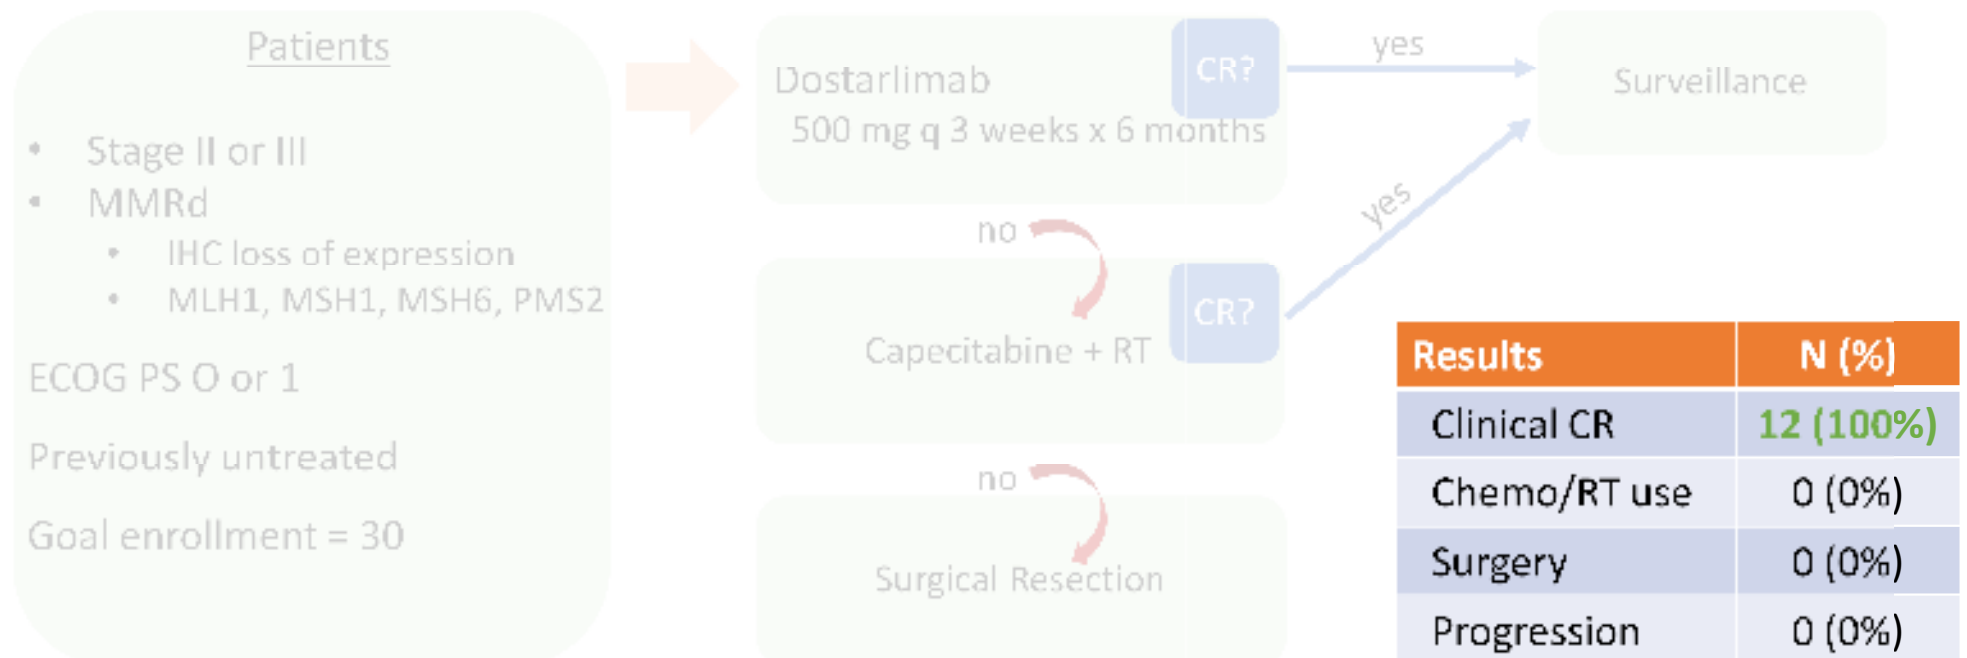 Patients
• Stage II or III
• MMRd
• IHC loss of expression
• MLH1, MSH1, MSH6, PMS2
ECOG PS O or 1
Previously untreated
Goal enrollment = 30
Dostarlimab
500 mg q 3 weeks x 6 months
CR?
yes
Surveillance
no
Capecitabine + RT
CR?
yes
no
Surgical Resection
Results N (%)
Clinical CR 12 (100%)
Chemo/RT use 0 (0%)
Surgery 0 (0%)
Progression 0 (0%)